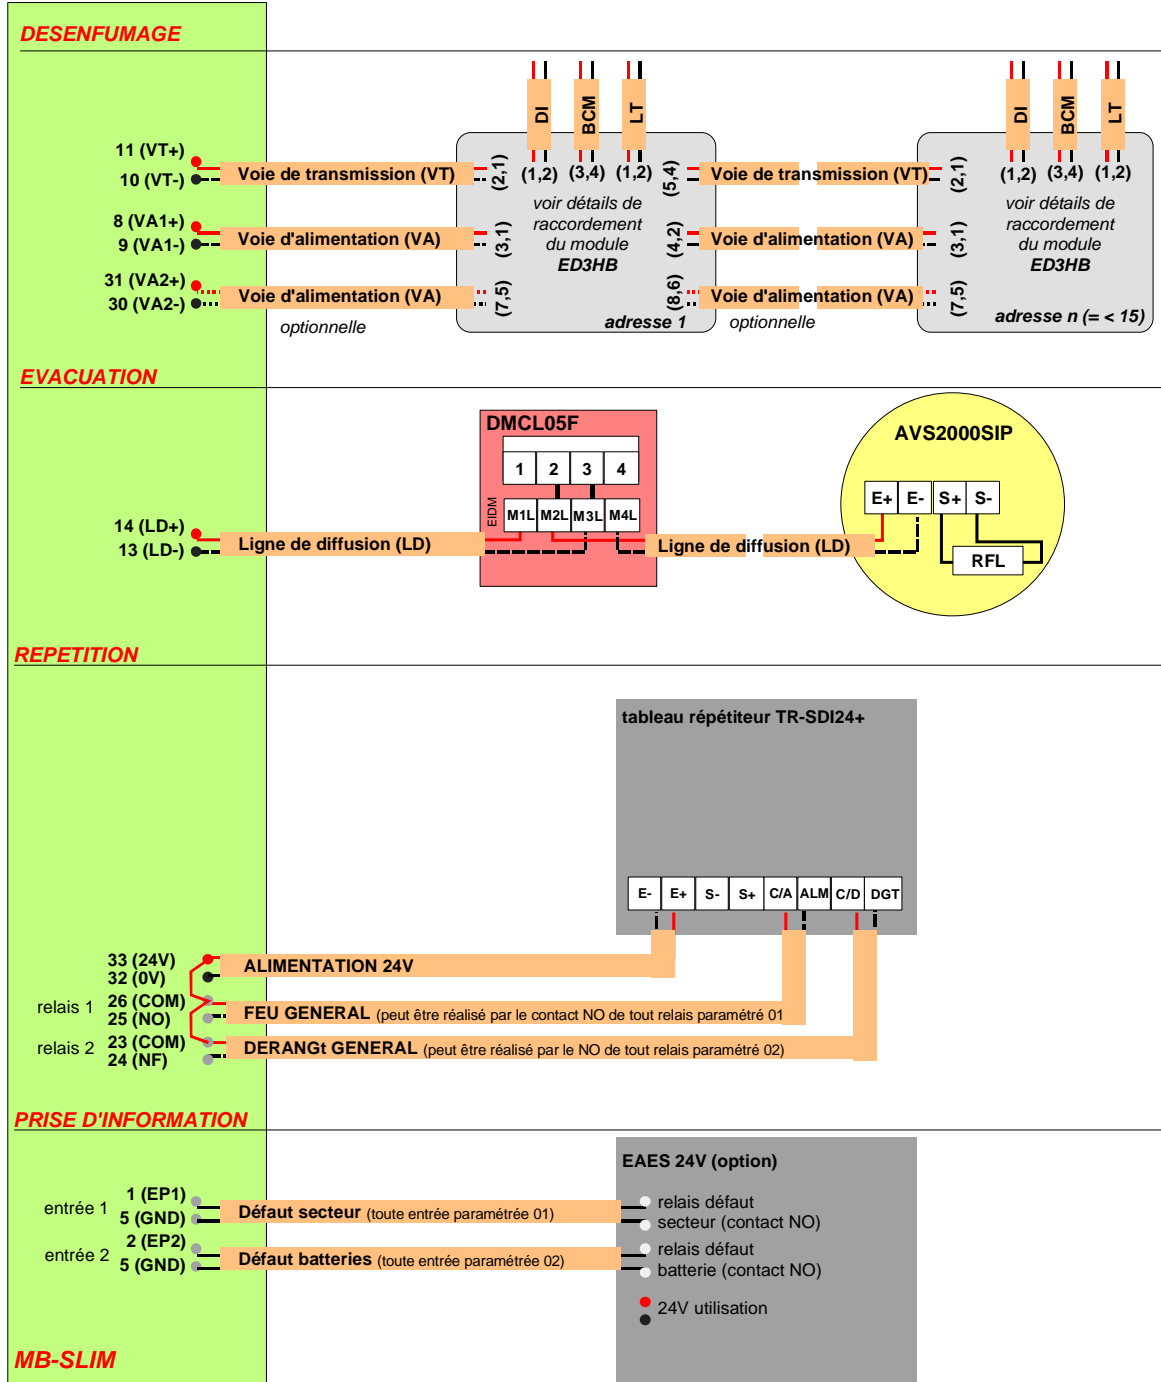 DESENFUMAGE
DI
BCM
LT
DI
BCM
LT
11 (VT+)
10 (VT-)
Voie de transmission (VT)
(2,1)
(1,2) (3,4) (1,2)
(5,4)
Voie de transmission (VT)
(2,1)
(1,2) (3,4) (1,2)
voir détails de
raccordement
du module
ED3HB
voir détails de
raccordement
du module
ED3HB
8 (VA1+)
9 (VA1-)
Voie d'alimentation (VA)
(3,1)
(4,2)
Voie d'alimentation (VA)
(3,1)
31 (VA2+)
30 (VA2-)
Voie d'alimentation (VA)
(7,5)
(8,6)
Voie d'alimentation (VA)
(7,5)
optionnelle
adresse 1
optionnelle
adresse n (= < 15)
EVACUATION
DMCL05F
1 2 3 4
EIDM
M1L M2L M3L M4L
AVS2000SIP
E+ E- S+ S-
RFL
14 (LD+)
13 (LD-)
Ligne de diffusion (LD)
Ligne de diffusion (LD)
REPETITION
tableau répétiteur TR-SDI24+
E- E+ S- S+ C/A ALM C/D DGT
33 (24V)
32 (0V)
ALIMENTATION 24V
relais 1
26 (COM)
25 (NO)
FEU GENERAL (peut être réalisé par le contact NO de tout relais paramétré 01
relais 2
23 (COM)
24 (NF)
DERANGt GENERAL (peut être réalisé par le NO de tout relais paramétré 02)
PRISE D'INFORMATION
EAES 24V (option)
entrée 1
1 (EP1)
5 (GND)
Défaut secteur (toute entrée paramétrée 01)
relais défaut
secteur (contact NO)
entrée 2
2 (EP2)
5 (GND)
Défaut batteries (toute entrée paramétrée 02)
relais défaut
batterie (contact NO)
24V utilisation
MB-SLIM